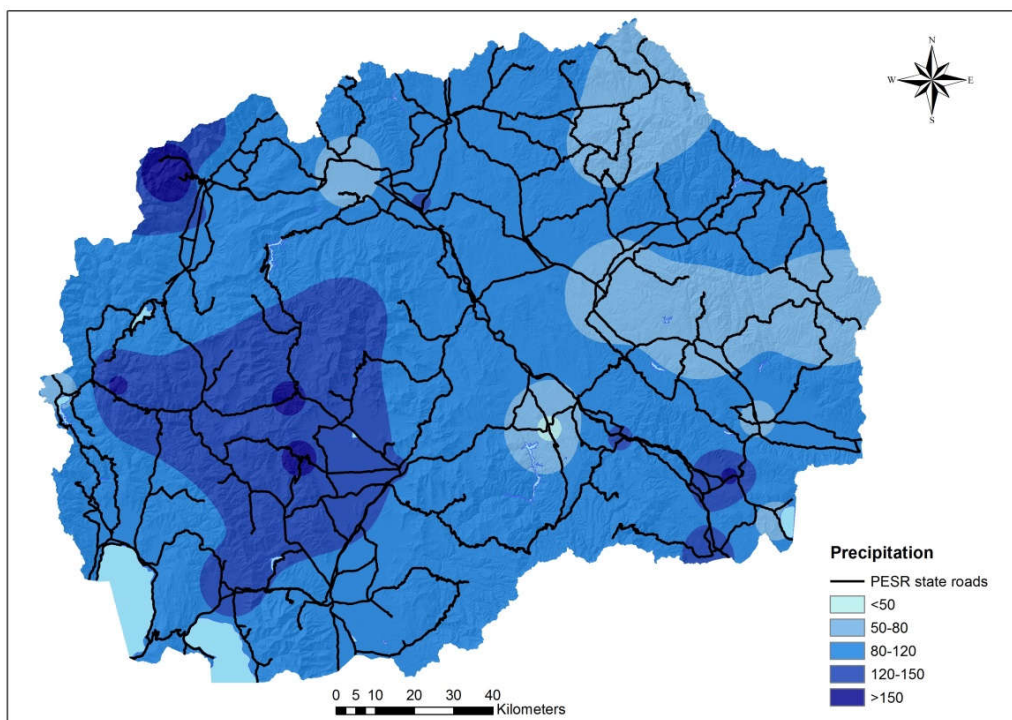 N
W E
S
Precipitation
PESR state roads
<50
50-80
80-120
120-150
>150
0 5 10 20 30 40
Kilometers